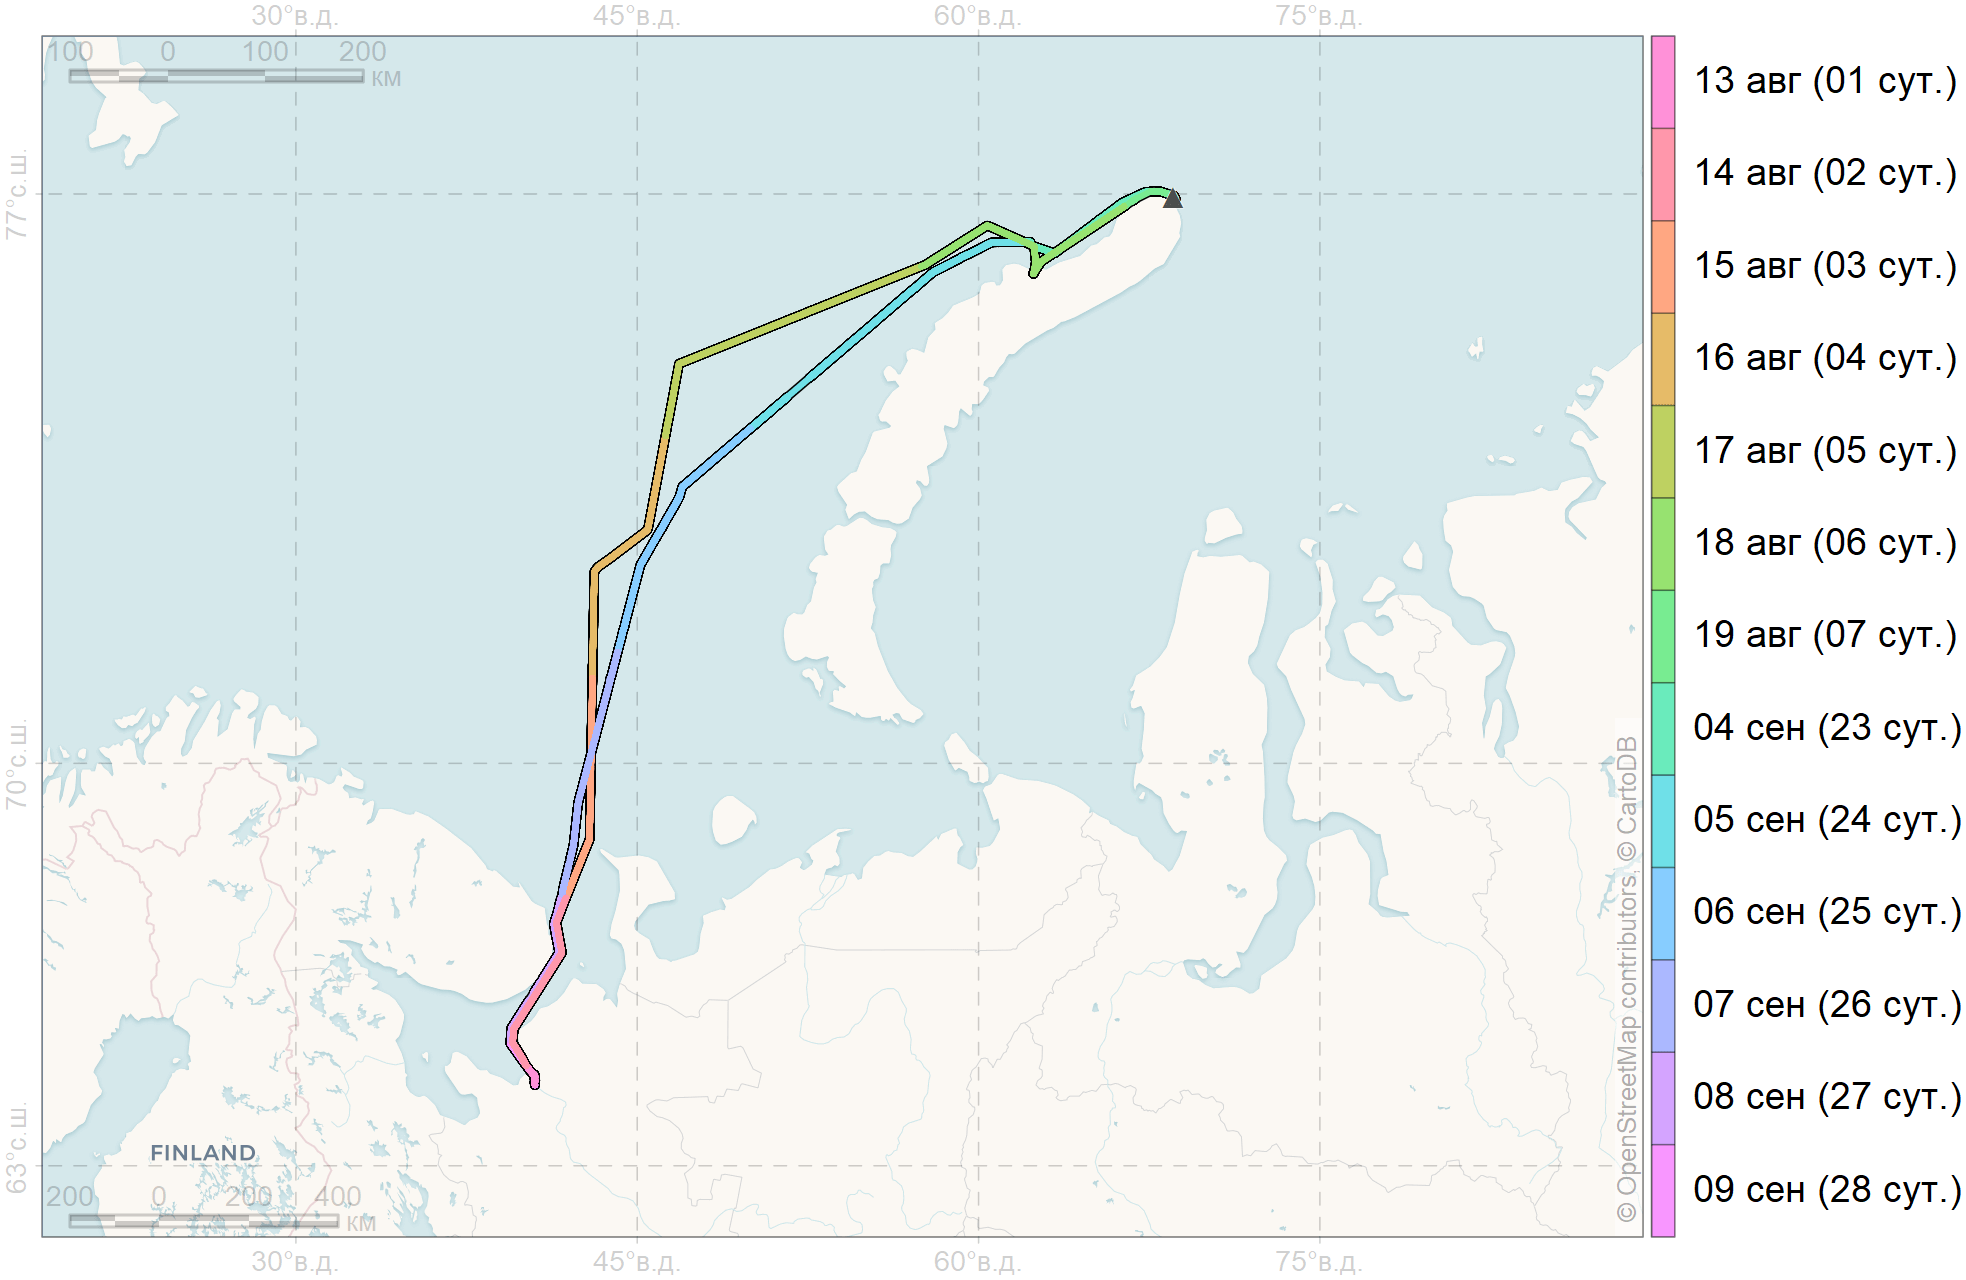 30°в.д. 45°в.д. 60°в.д. 75°в.д.
100 0 100 200
км
77°с.ш.
70°с.ш.
63°с.ш.
FINLAND
200 0 200 400
км
30°в.д. 45°в.д. 60°в.д. 75°в.д.
© OpenStreetMap contributors, © CartoDB
13 авг (01 сут.)
14 авг (02 сут.)
15 авг (03 сут.)
16 авг (04 сут.)
17 авг (05 сут.)
18 авг (06 сут.)
19 авг (07 сут.)
04 сен (23 сут.)
05 сен (24 сут.)
06 сен (25 сут.)
07 сен (26 сут.)
08 сен (27 сут.)
09 сен (28 сут.)